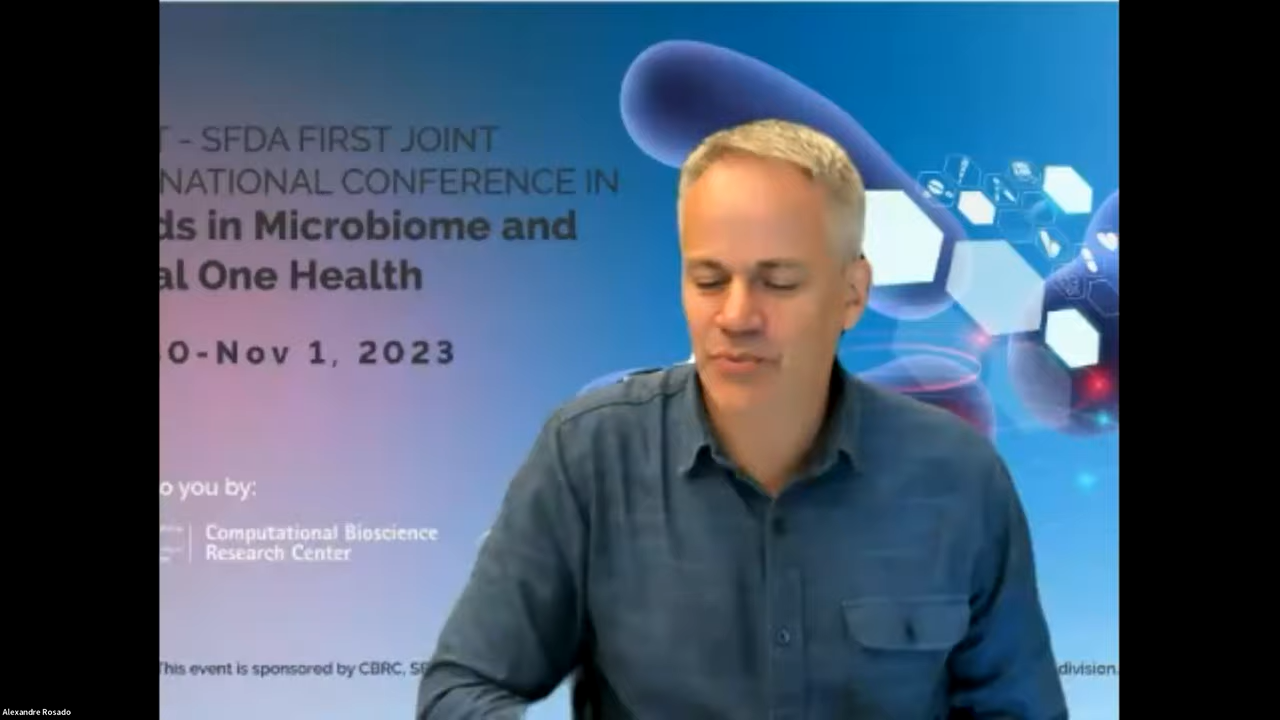 T - SFDA FIRST JOINT
NATIONAL CONFERENCE IN
ds in Microbiome and
al One Health
0-Nov 1, 2023
o you by:
Computational Bioscience
Research Center
This event is sponsored by CBRC, SF
division.
Alexandre Rosado